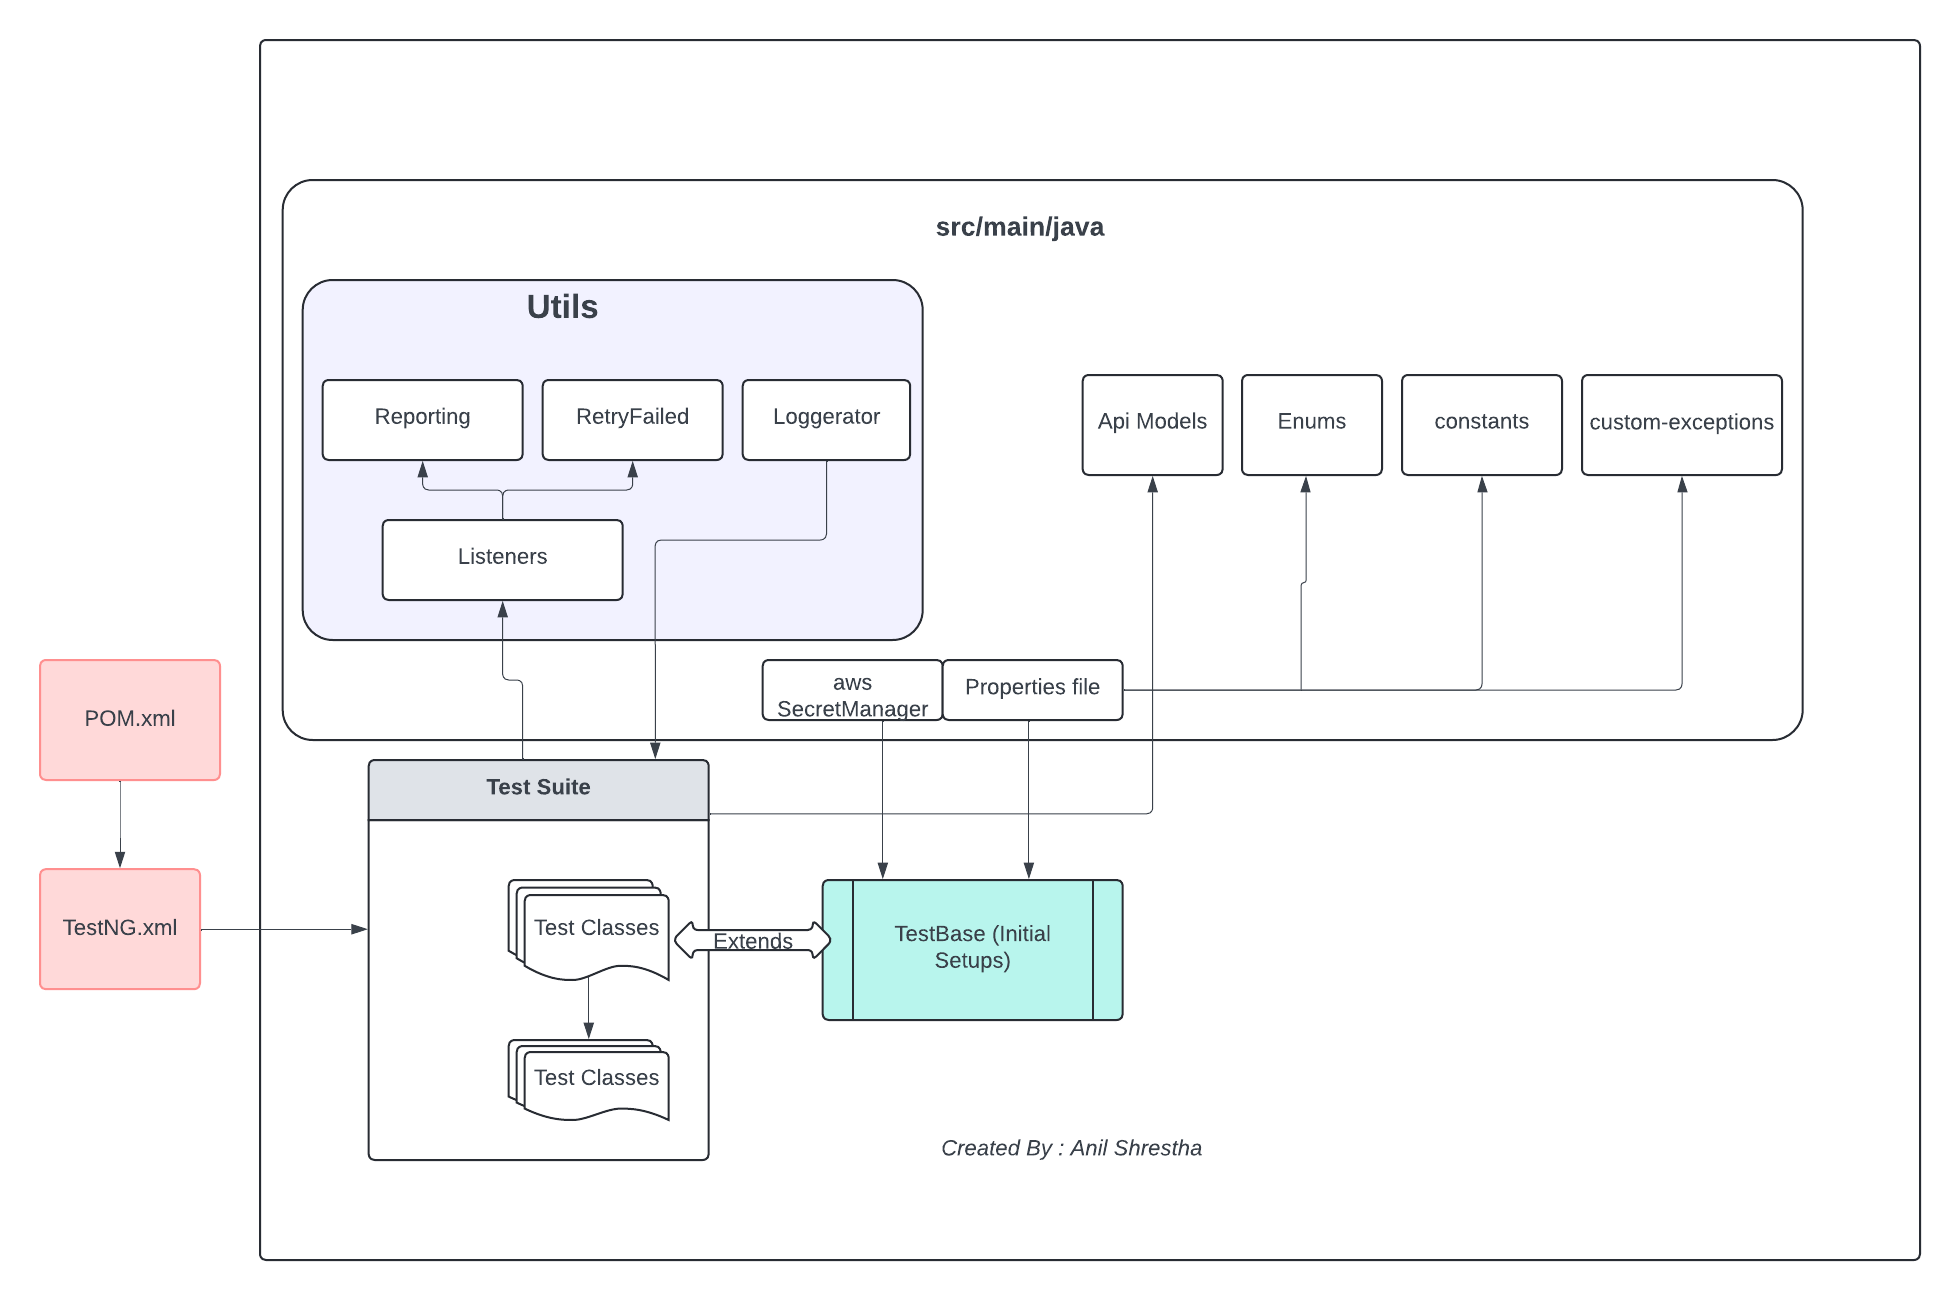 src/main/java
Utils
Reporting
RetryFailed
Loggerator
Api Models
Enums
constants
custom-exceptions
Listeners
aws
SecretManager
Properties file
POM.xml
Test Suite
TestNG.xml
Test Classes
Extends
TestBase (Initial
Setups)
Test Classes
Created By : Anil Shrestha